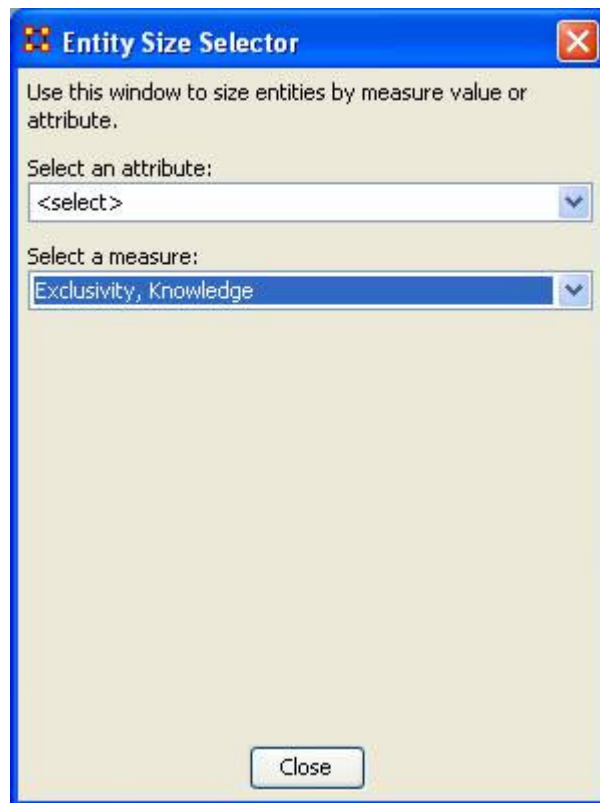 Entity Size Selector
Use this window to size entities by measure value or
attribute.
Select an attribute:
<select>
Select a measure:
Exclusivity, Knowledge
Close